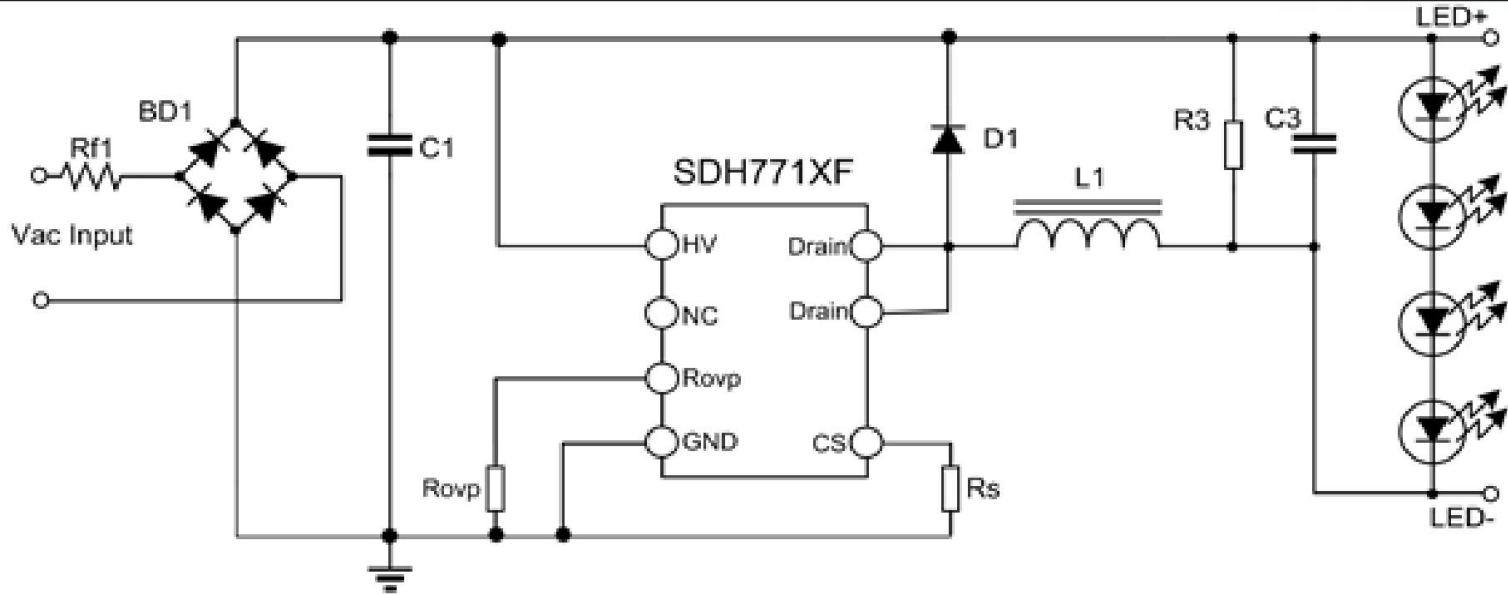 LED+
BD1
Rf1
C1
D1
R3
C3
SDH771XF
L1
Vac Input
HV
Drain
NC
Drain
Rovp
GND
CS
Rovp
Rs
LED-